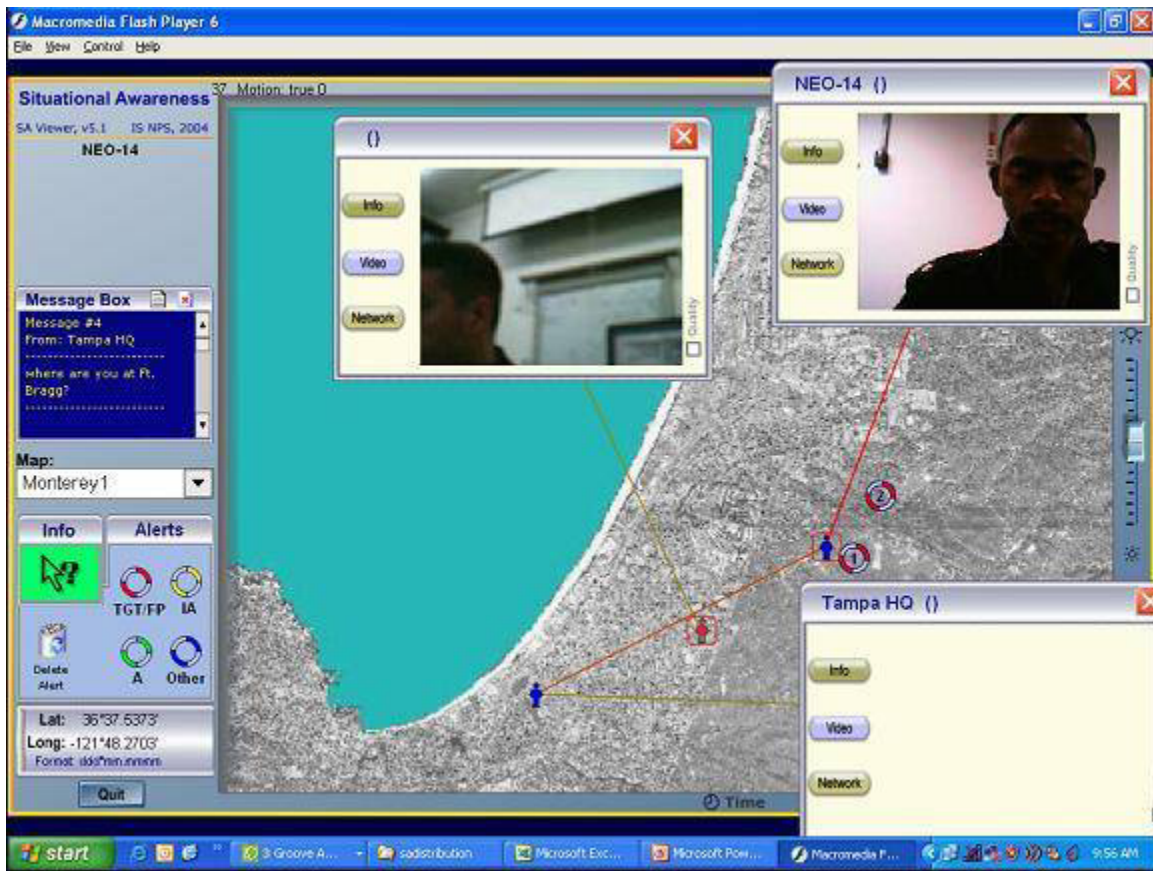 Macromedia Flash Player 6
File View Control Help
Situational Awareness
37 Motion: true 0
SA Viewer, v5.1 IS NPS, 2004
NEO-14
()
Info
Video
Network
Quality
NEO-14 ()
Info
Video
Network
Quality
Message Box
Message #4
From: Tampa HQ
where are you at Ft.
Bragg?
Map:
Monterey1
2
1
Info
Alerts
TGT/FP IA
Delete
Alert
A Other
Tampa HQ ()
Info
Video
Network
Lat: 36°37.5373'
Long: -121°48.2703'
Format: ddd°mm.mmmm
Quit
Time
start
3 Groove A...
sadistribution
Microsoft Exc...
Microsoft Pow...
Macromedia F...
9:56 AM